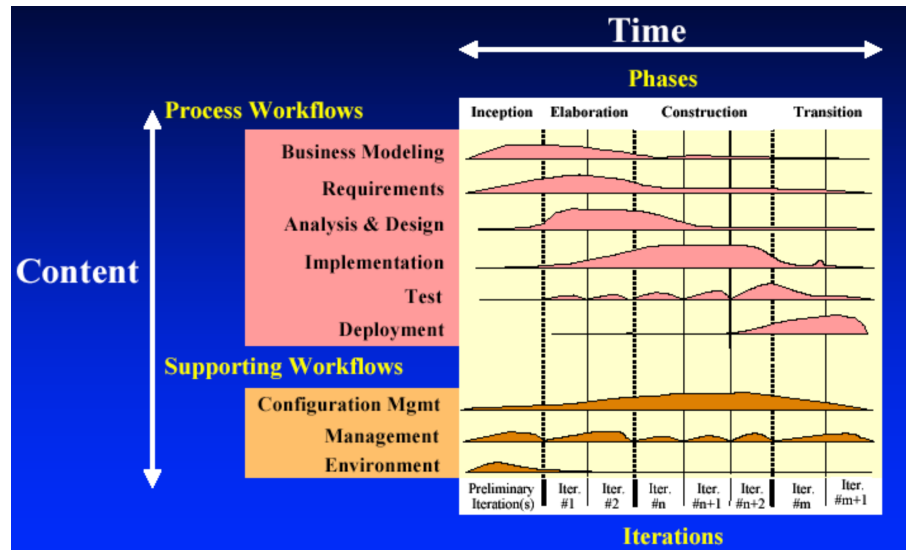 Time
Phases
Process Workflows
Inception Elaboration Construction Transition
Business Modeling
Requirements
Analysis & Design
Implementation
Content
Test
Deployment
Supporting Workflows
Configuration Mgmt
Management
Environment
Preliminary Iteration(s)
Iter. #1
Iter. #2
Iter. #n
Iter. #n+1
Iter. #n+2
Iter. #m
Iter. #m+1
Iterations